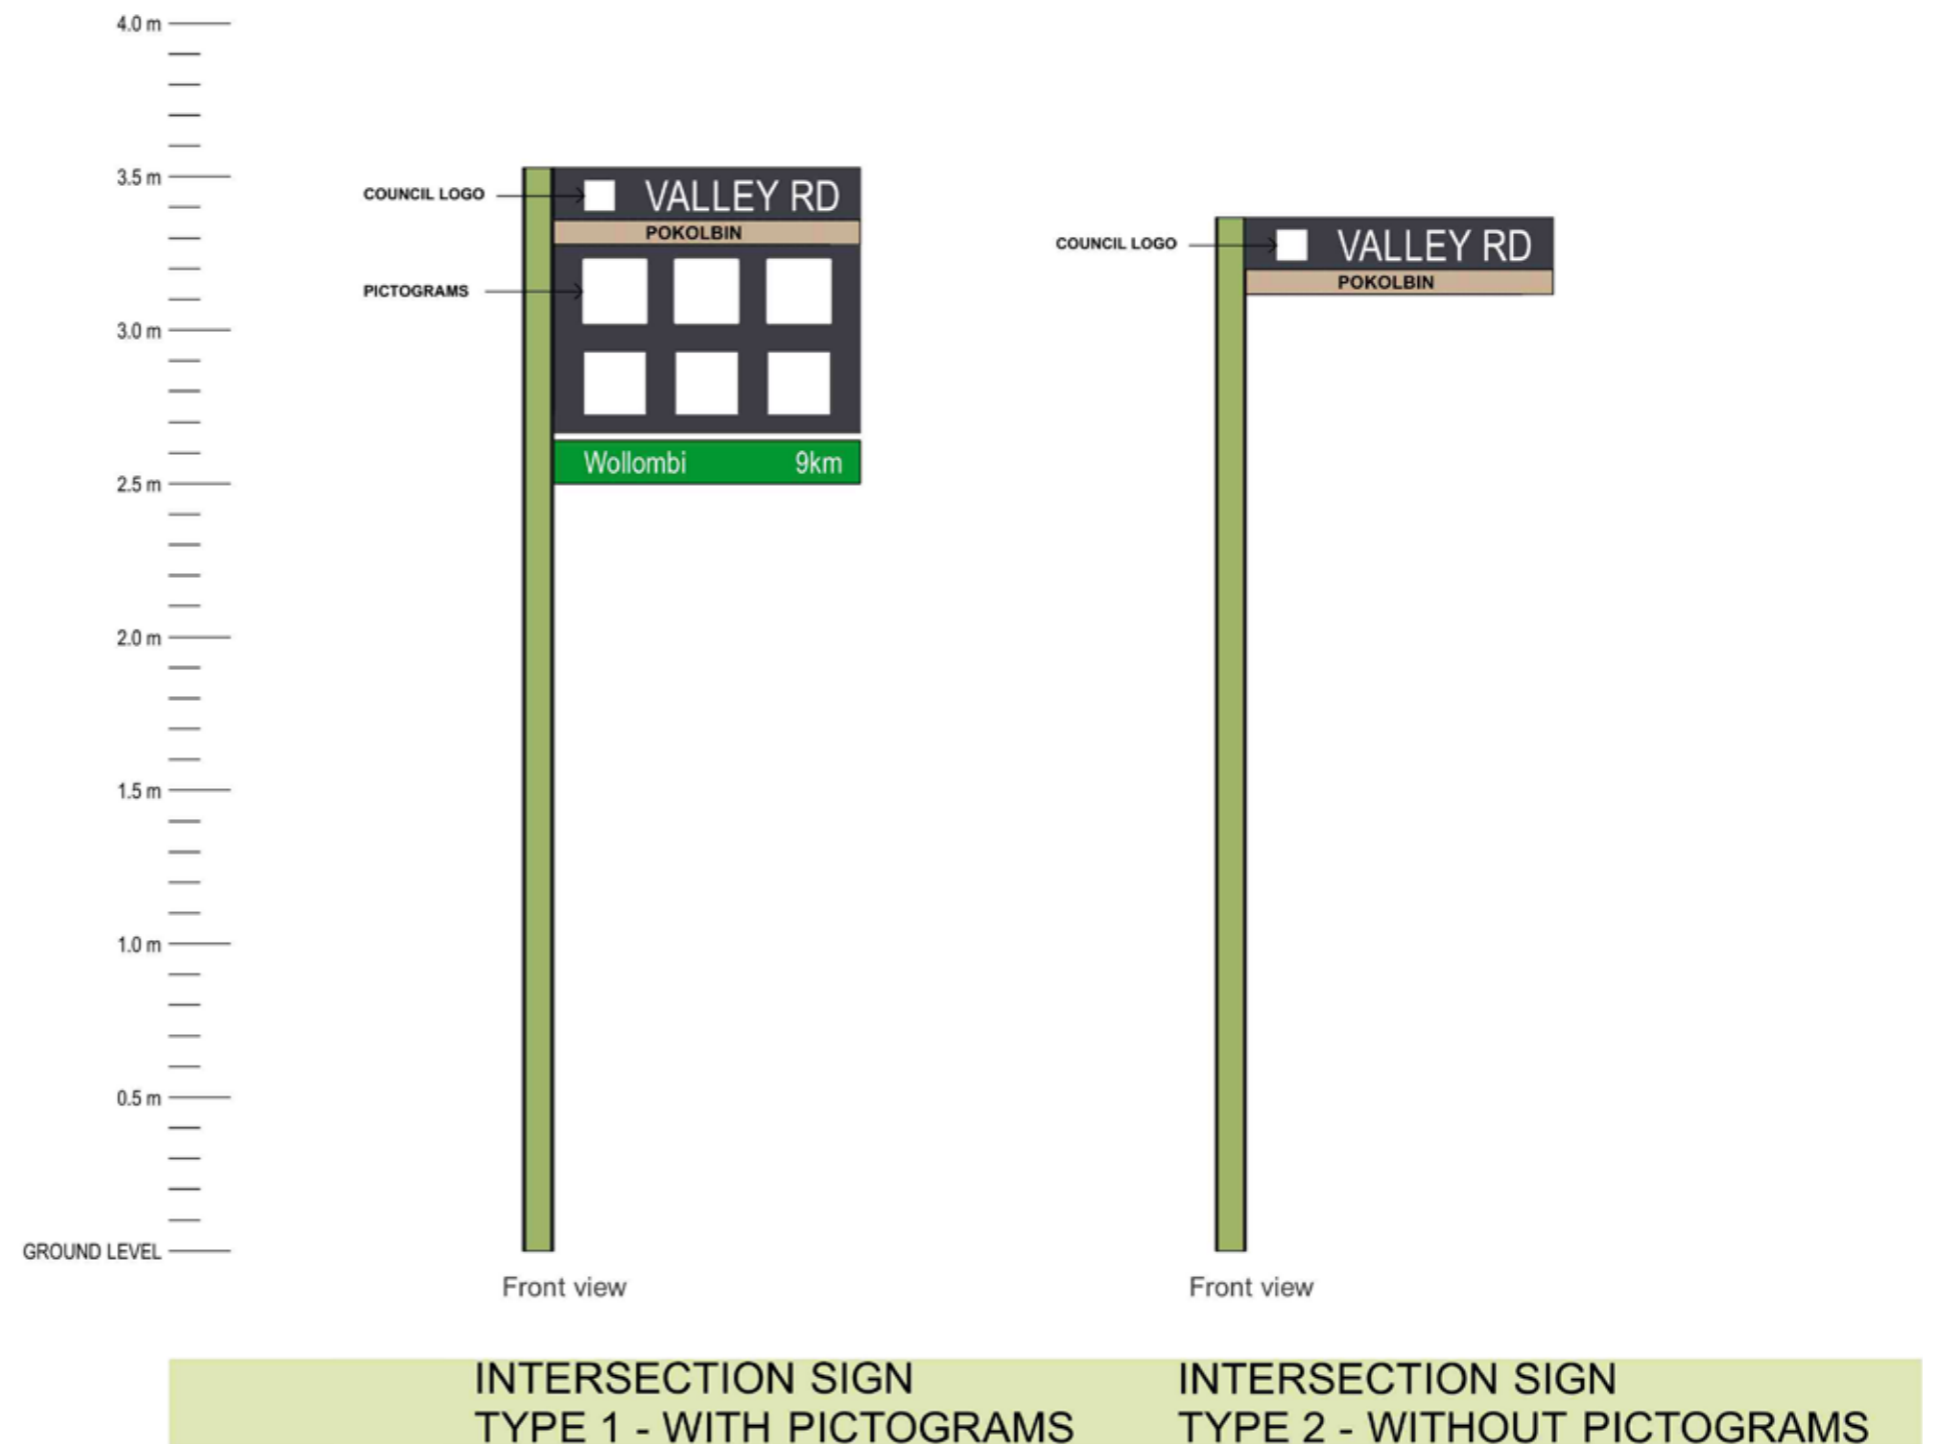 4.0 m
3.5 m
3.0 m
2.5 m
2.0 m
1.5 m
1.0 m
0.5 m
GROUND LEVEL
COUNCIL LOGO
VALLEY RD
POKOLBIN
PICTOGRAMS
Wollombi 9km
Front view
COUNCIL LOGO
VALLEY RD
POKOLBIN
Front view
INTERSECTION SIGN
TYPE 1 - WITH PICTOGRAMS
INTERSECTION SIGN
TYPE 2 - WITHOUT PICTOGRAMS